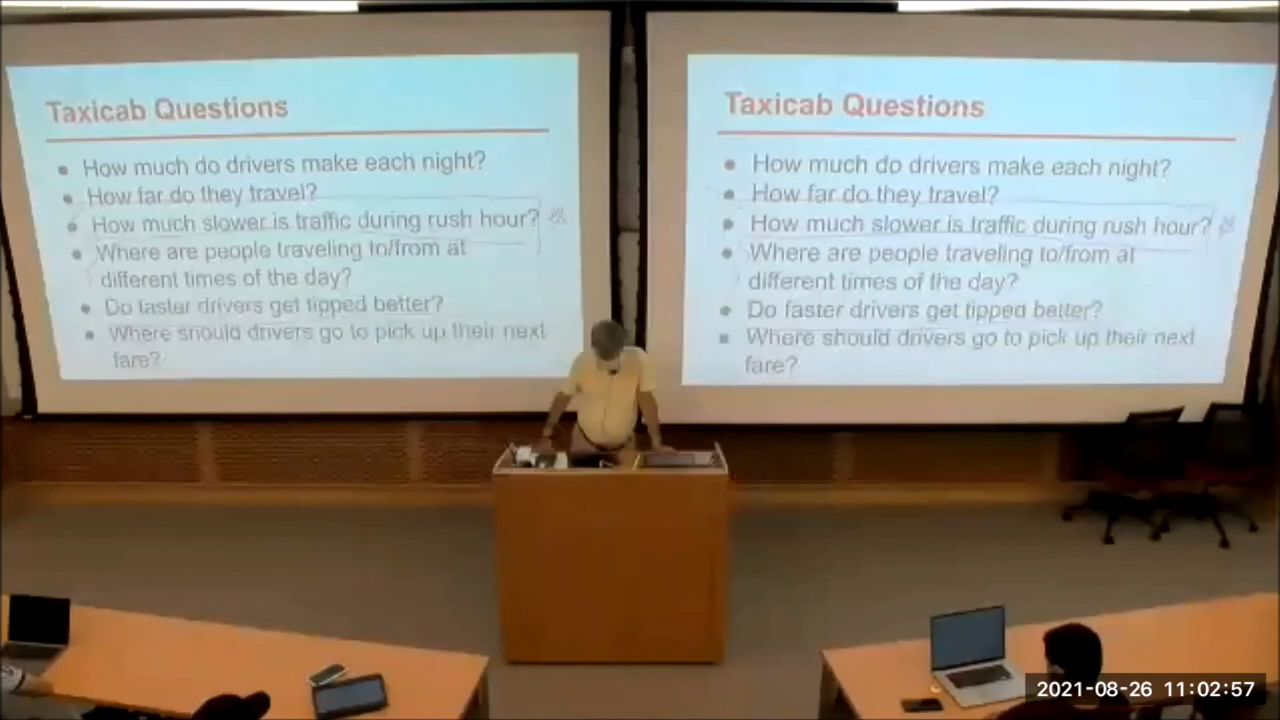 Taxicab Questions
• How much do drivers make each night?
• How far do they travel?
• How much slower is traffic during rush hour?
• Where are people traveling to/from at
different times of the day?
• Do faster drivers get tipped better?
• Where should drivers go to pick up their next
fare?
Taxicab Questions
• How much do drivers make each night?
• How far do they travel?
• How much slower is traffic during rush hour?
• Where are people traveling to/from at
different times of the day?
• Do faster drivers get tipped better?
• Where should drivers go to pick up their next
fare?
2021-08-26 11:02:57